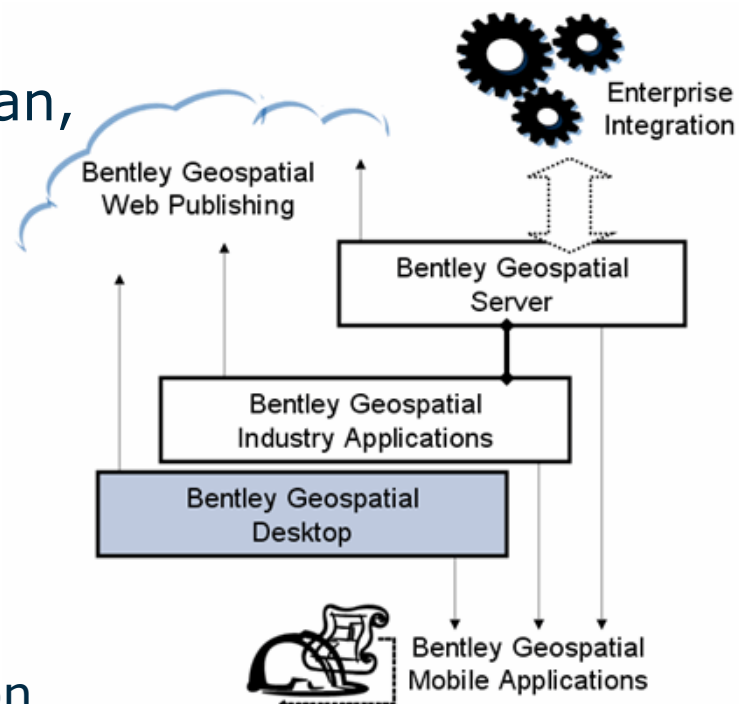 an,
Enterprise
Integration
Bentley Geospatial
Web Publishing
Bentley Geospatial
Server
Bentley Geospatial
Industry Applications
Bentley Geospatial
Desktop
Bentley Geospatial
Mobile Applications
on